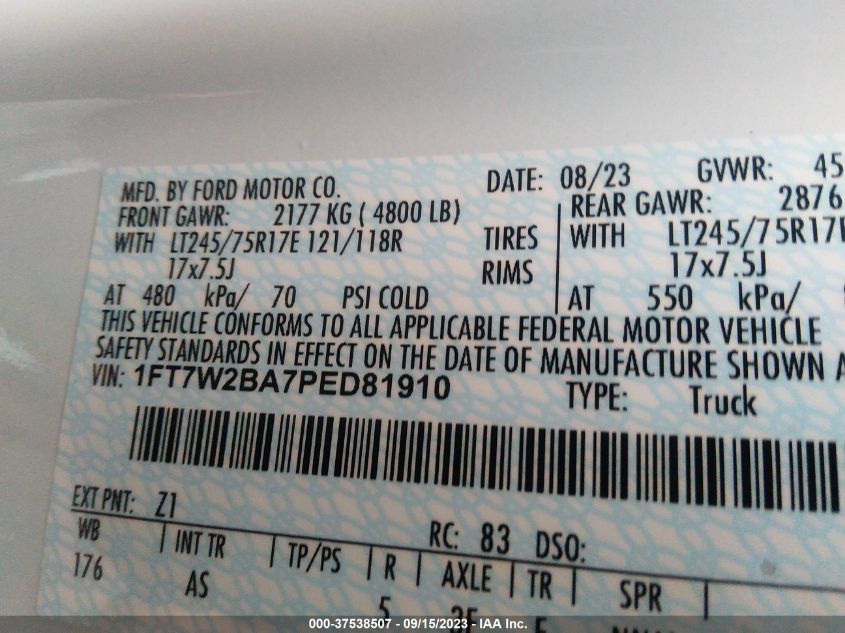 MFD. BY FORD MOTOR CO. DATE: 08/23 GVWR: 45
FRONT GAWR: 2177 KG ( 4800 LB) REAR GAWR: 2876
WITH LT245/75R17E 121/118R TIRES WITH LT245/75R17E
17x7.5J RIMS 17x7.5J
AT 480 kPa/ 70 PSI COLD AT 550 kPa/
THIS VEHICLE CONFORMS TO ALL APPLICABLE FEDERAL MOTOR VEHICLE
SAFETY STANDARDS IN EFFECT ON THE DATE OF MANUFACTURE SHOWN A
VIN: 1FT7W2BA7PED81910 TYPE: Truck
EXT PNT: Z1 RC: 83 DSO:
WB INT TR TP/PS R AXLE TR SPR
176 AS 5
000-37538507 - 09/15/2023 - IAA Inc.